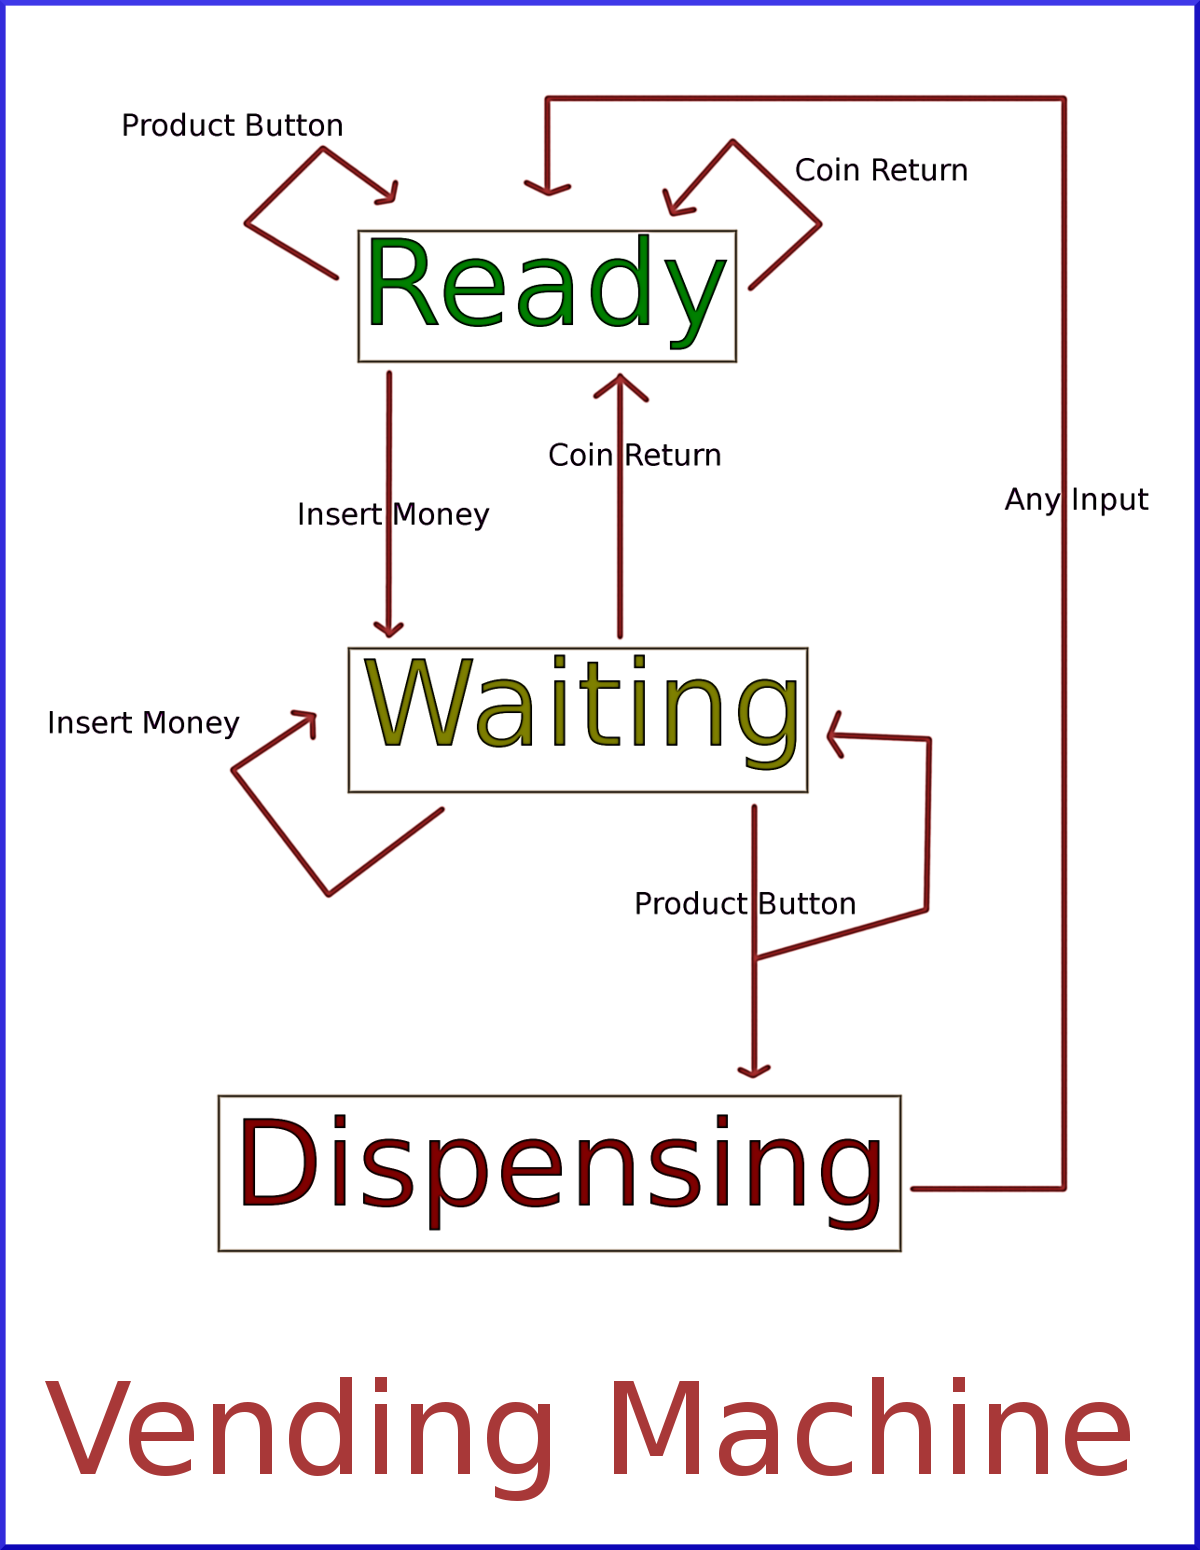 Product Button
Coin Return
Ready
Coin Return
Any Input
Insert Money
Waiting
Insert Money
Product Button
Dispensing
Vending Machine